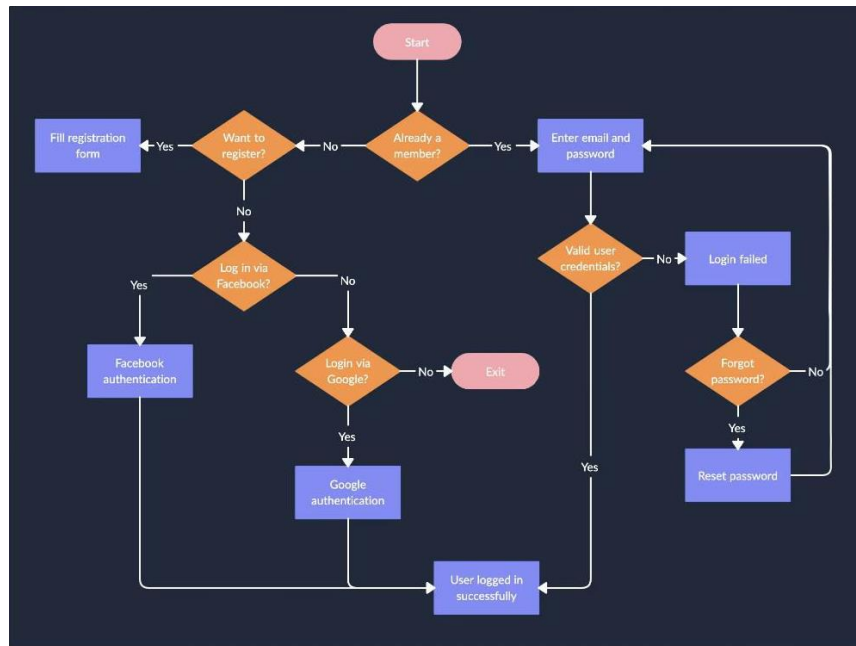 Start
Fill registration
form
Yes
Want to
register?
No
Already a
member?
Yes
Enter email and
password
No
Log in via
Facebook?
Yes
No
Valid user
credentials?
No
Login failed
Facebook
authentication
Login via
Google?
No
Exit
Forgot
password?
No
Yes
Yes
Yes
Google
authentication
Reset password
User logged in
successfully